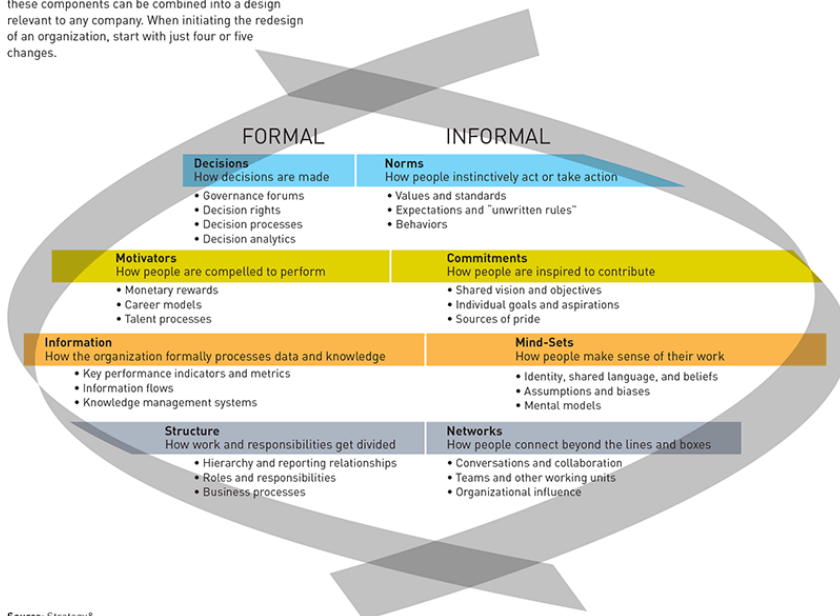 these components can be combined into a design
relevant to any company. When initiating the redesign
of an organization, start with just four or five
changes.
FORMAL
INFORMAL
Decisions
How decisions are made
• Governance forums
• Decision rights
• Decision processes
• Decision analytics
Norms
How people instinctively act or take action
• Values and standards
• Expectations and "unwritten rules"
• Behaviors
Motivators
How people are compelled to perform
• Monetary rewards
• Career models
• Talent processes
Commitments
How people are inspired to contribute
• Shared vision and objectives
• Individual goals and aspirations
• Sources of pride
Information
How the organization formally processes data and knowledge
• Key performance indicators and metrics
• Information flows
• Knowledge management systems
Mind-Sets
How people make sense of their work
• Identity, shared language, and beliefs
• Assumptions and biases
• Mental models
Structure
How work and responsibilities get divided
• Hierarchy and reporting relationships
• Roles and responsibilities
• Business processes
Networks
How people connect beyond the lines and boxes
• Conversations and collaboration
• Teams and other working units
• Organizational influence
Source: Strategy&